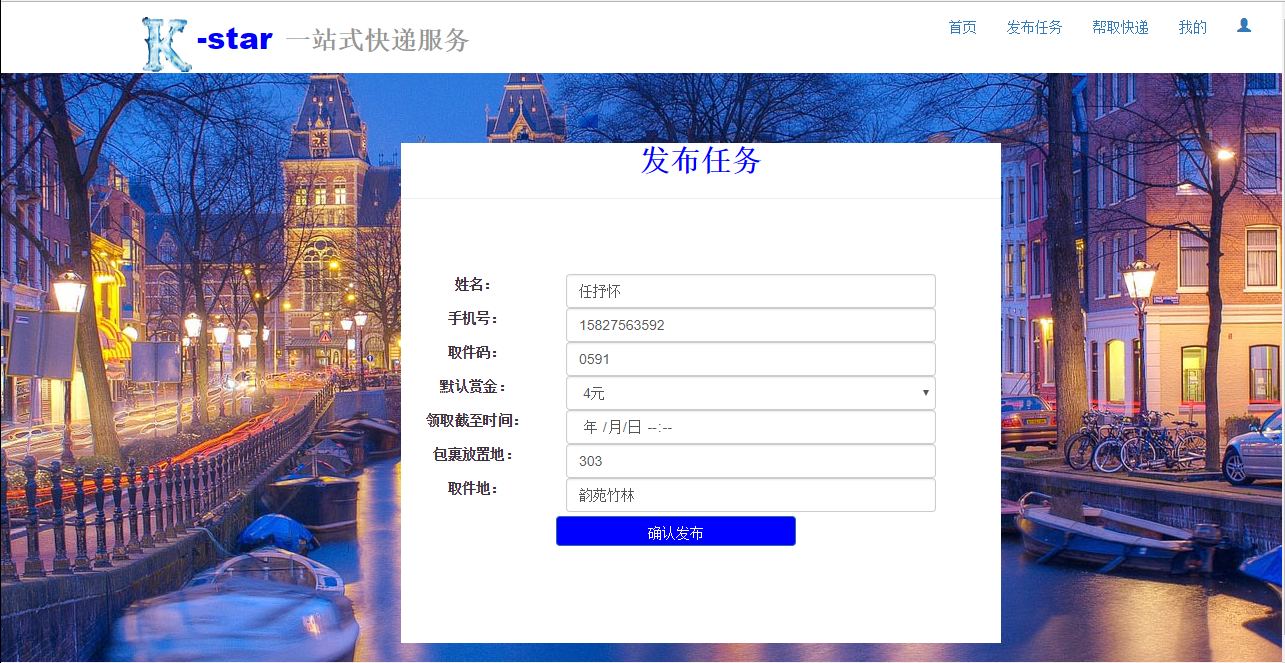 K-star 一站式快递服务
首页 发布任务 帮取快递 我的
发布任务
姓名： 任抒怀
手机号： 15827563592
取件码： 0591
默认赏金： 4元
领取截至时间： 年 /月/日 --:--
包裹放置地： 303
取件地： 韵苑竹林
确认发布